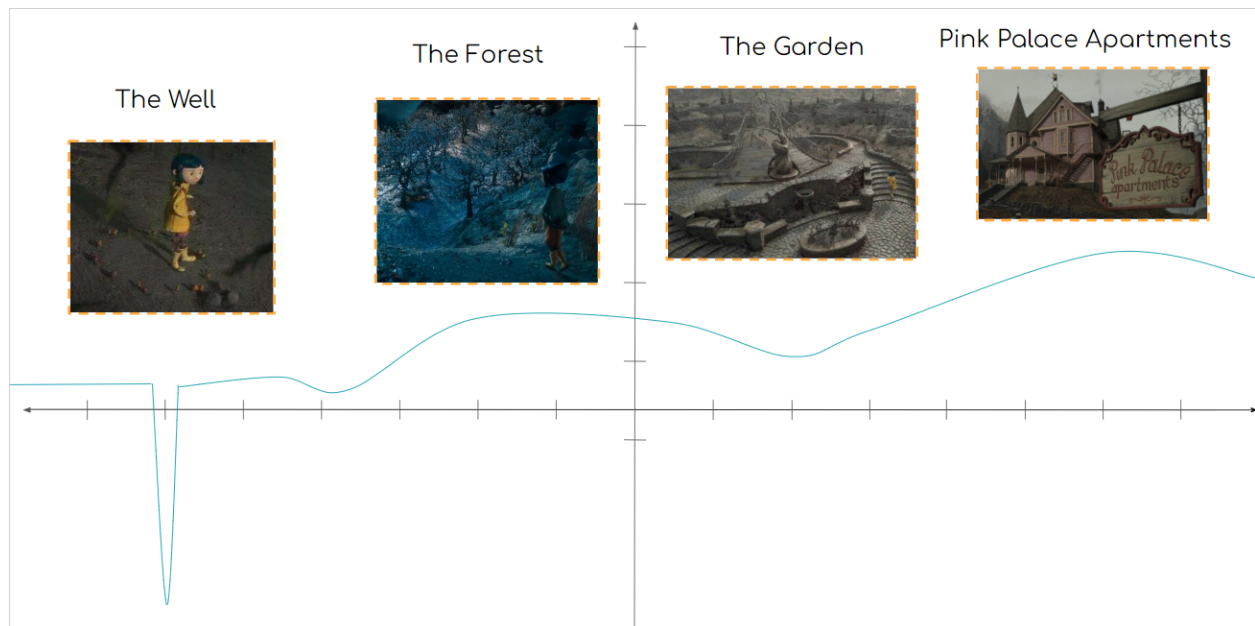 The Well
The Forest
The Garden
Pink Palace Apartments
Pink Palace
apartments